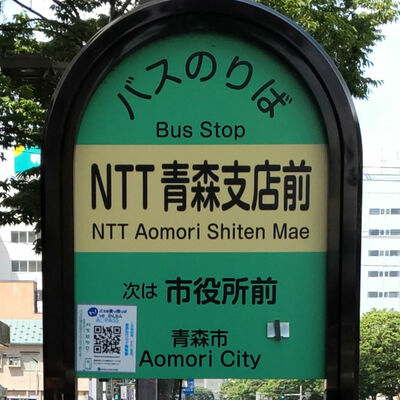 バスのりば
Bus Stop
NTT青森支店前
NTT Aomori Shiten Mae
次は 市役所前
青森市
Aomori City